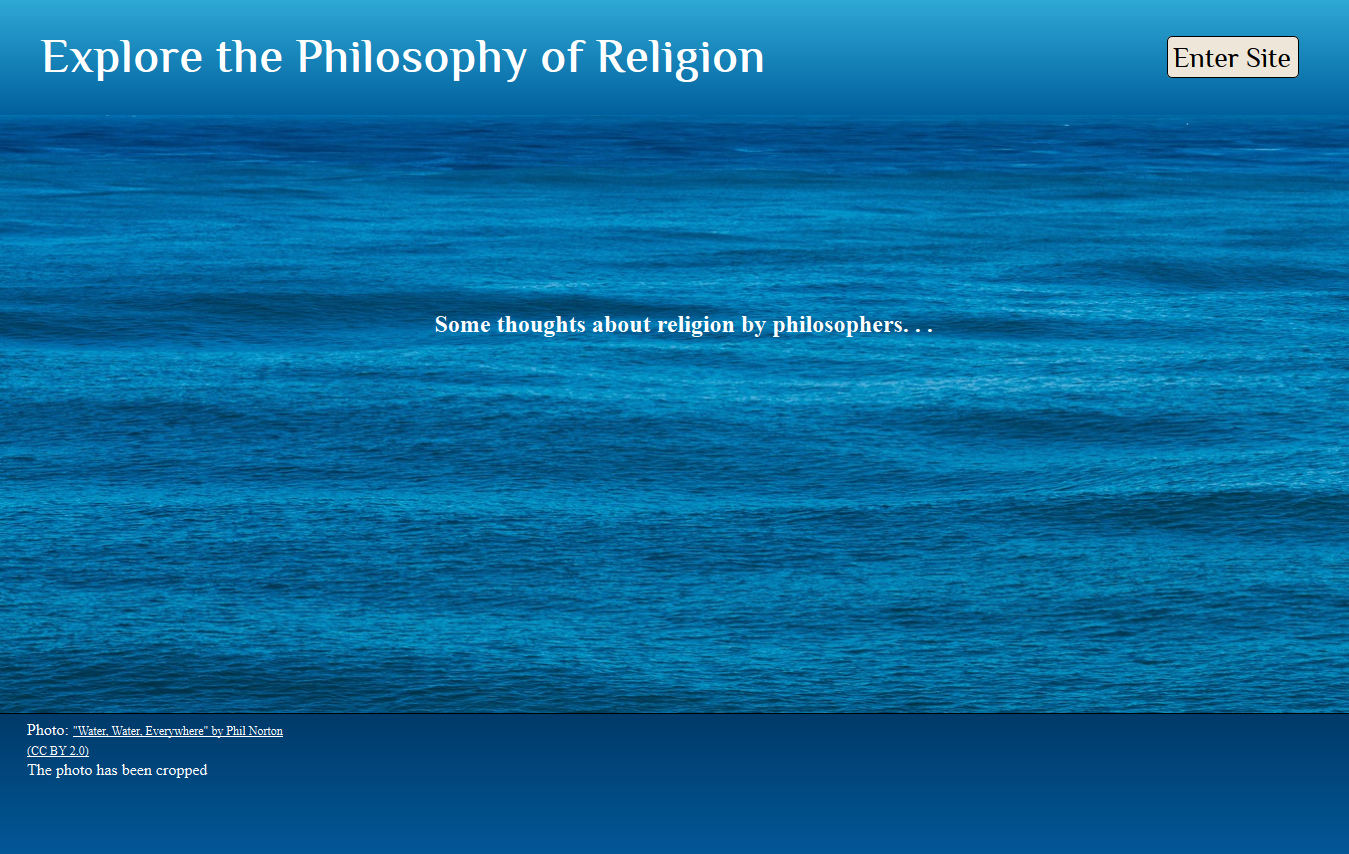 Explore the Philosophy of Religion
Enter Site
Some thoughts about religion by philosophers. . .
Photo: "Water, Water, Everywhere" by Phil Norton
(CC BY 2.0)
The photo has been cropped